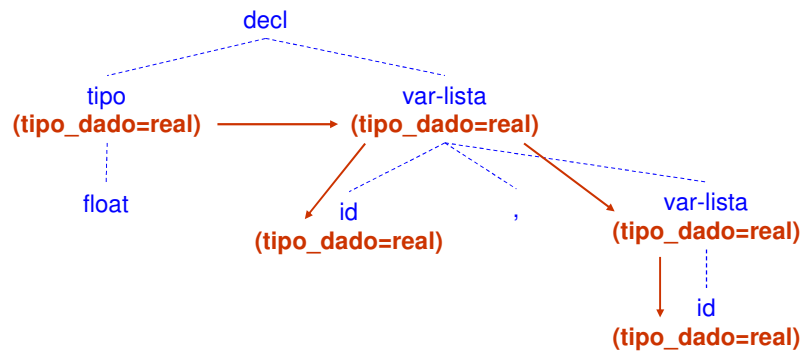 decl
tipo
(tipo_dado=real)
var-lista
(tipo_dado=real)
float
id
(tipo_dado=real)
,
var-lista
(tipo_dado=real)
id
(tipo_dado=real)